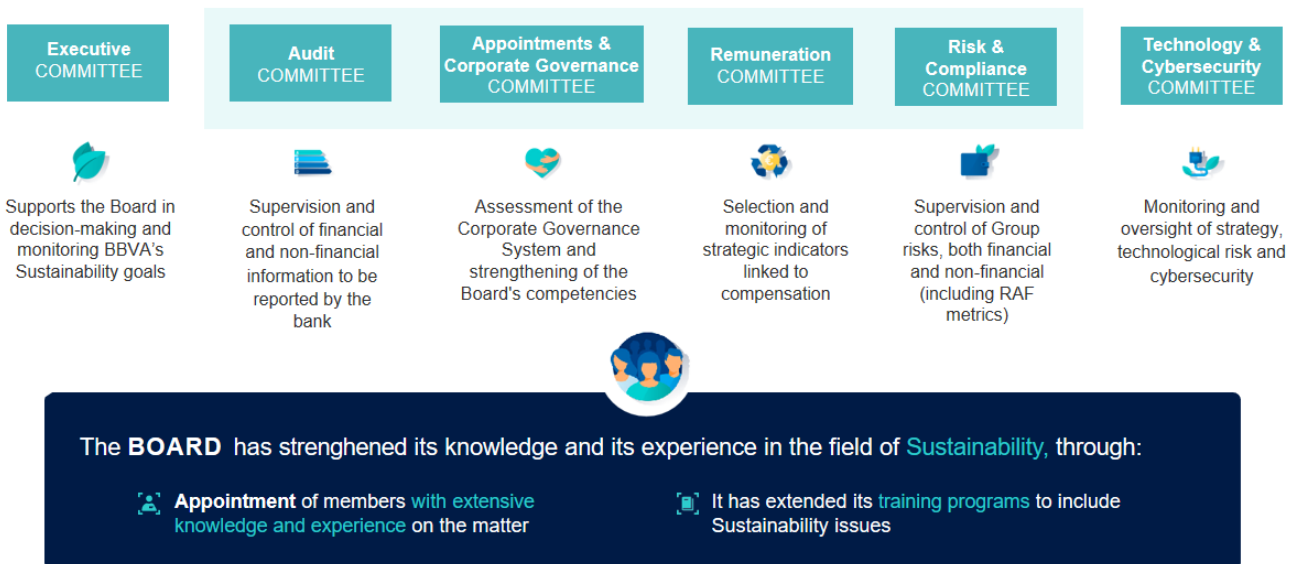 Executive
COMMITTEE
Audit
COMMITTEE
Appointments &
Corporate Governance
COMMITTEE
Remuneration
COMMITTEE
Risk &
Compliance
COMMITTEE
Technology &
Cybersecurity
COMMITTEE
Supports the Board in
decision-making and
monitoring BBVA's
Sustainability goals
Supervision and
control of financial
and non-financial
information to be
reported by the
bank
Assessment of the
Corporate Governance
System and
strengthening of the
Board's competencies
Selection and
monitoring of
strategic indicators
linked to
compensation
Supervision and
control of Group
risks, both financial
and non-financial
(including RAF
metrics)
Monitoring and
oversight of strategy,
technological risk and
cybersecurity
The BOARD has strenghened its knowledge and its experience in the field of Sustainability, through:
Appointment of members with extensive
knowledge and experience on the matter
It has extended its training programs to include
Sustainability issues